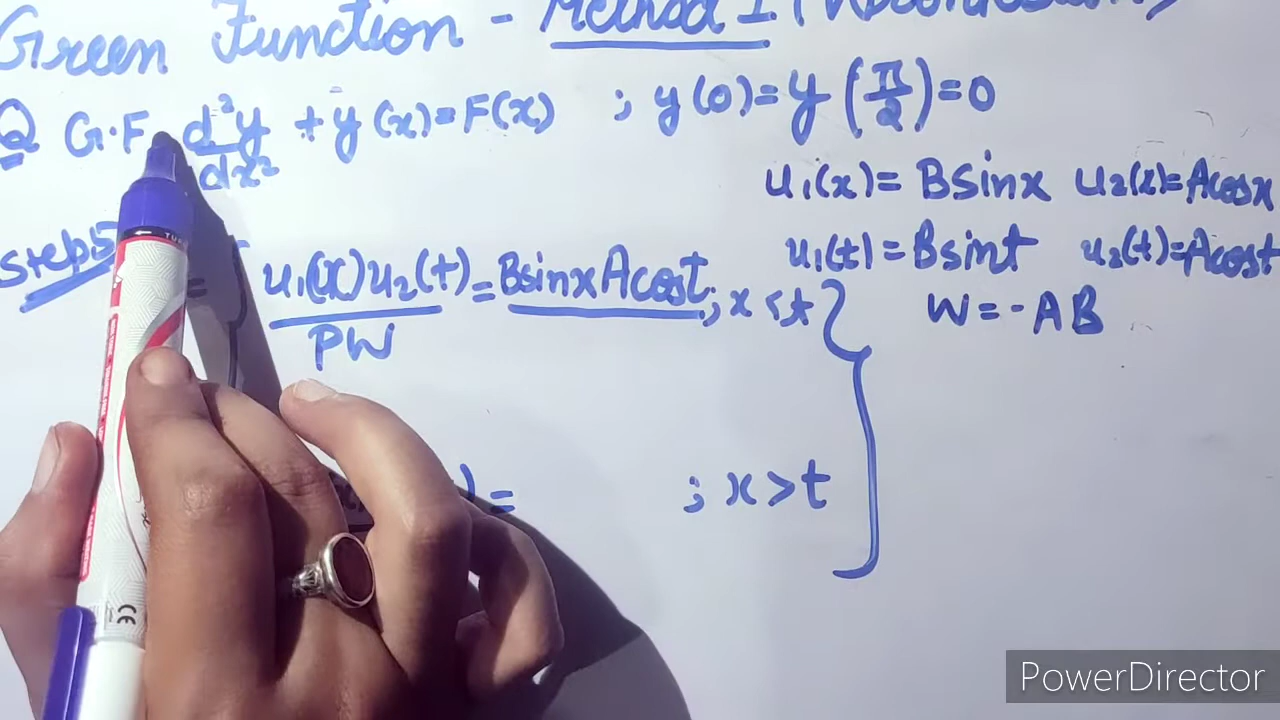 Green Function - Method I
Q G.F d²y/dx² + y(x) = F(x) ; y(0) = y(π/2) = 0
u₁(x) = Bsinx u₂(x) = Acosx
Step5
u₁(t) = Bsint u₂(t) = Acost
= { u₁(x)u₂(t)/PW = BsinxAcost ; x < t }
W = -AB
) = ; x > t
CE
PowerDirector